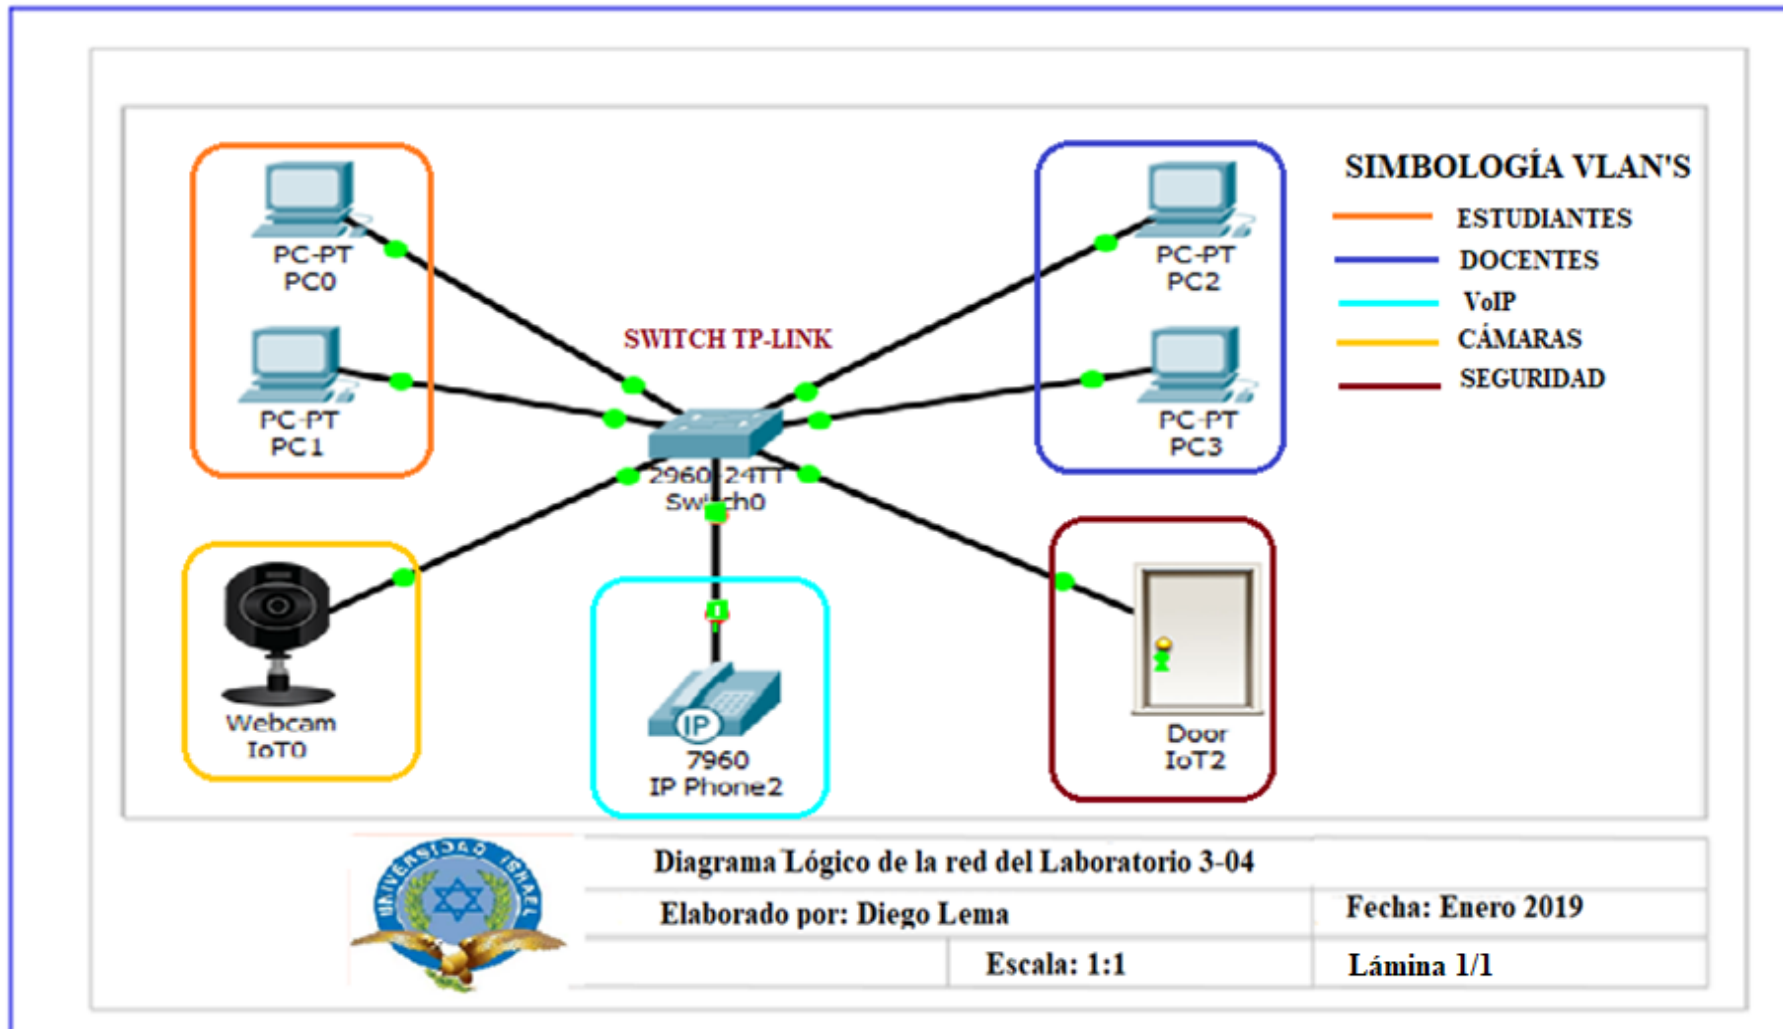 PC-PT
PC0
PC-PT
PC1
SWITCH TP-LINK
2960-24TT
Switch0
PC-PT
PC2
PC-PT
PC3
SIMBOLOGÍA VLAN'S
ESTUDIANTES
DOCENTES
VoIP
CÁMARAS
SEGURIDAD
Webcam
IoT0
IP
7960
IP Phone2
Door
IoT2
UNIVERSIDAD ISRAEL
Diagrama Lógico de la red del Laboratorio 3-04
Elaborado por: Diego Lema
Fecha: Enero 2019
Escala: 1:1
Lámina 1/1